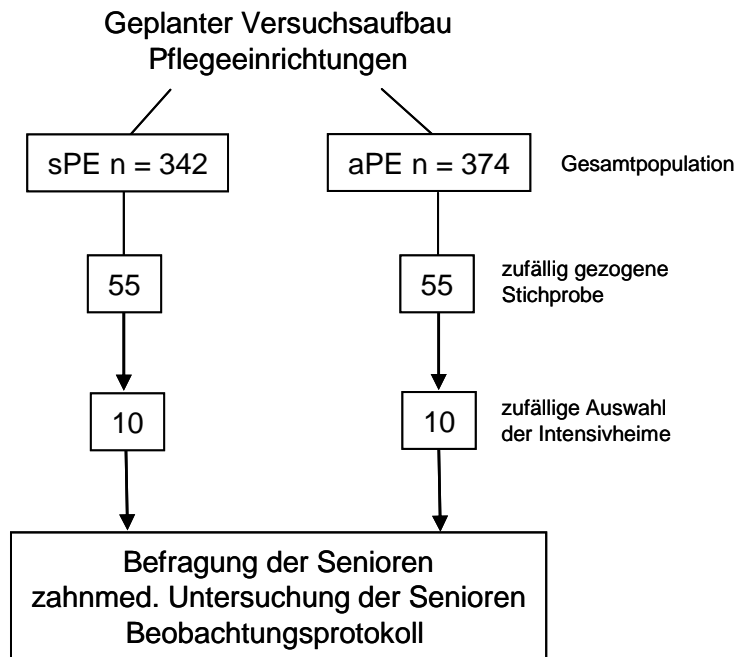 Geplanter Versuchsaufbau
Pflegeeinrichtungen
sPE n = 342
aPE n = 374
Gesamtpopulation
55
55
zufällig gezogene
Stichprobe
10
10
zufällige Auswahl
der Intensivheime
Befragung der Senioren
zahnmed. Untersuchung der Senioren
Beobachtungsprotokoll